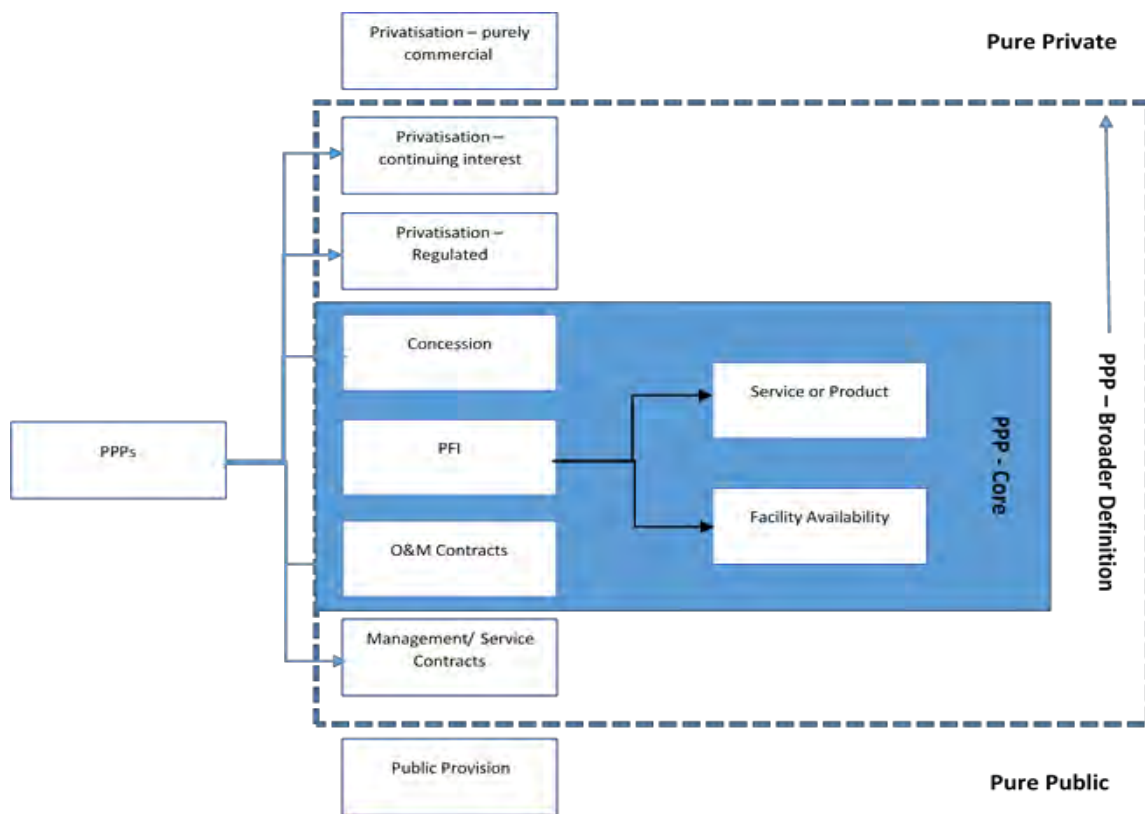 Privatisation – purely
commercial
Pure Private
Privatisation –
continuing interest
Privatisation –
Regulated
Concession
Service or Product
PPPs
PFI
PPP - Core
PPP – Broader Definition
Facility Availability
O&M Contracts
Management/ Service
Contracts
Public Provision
Pure Public